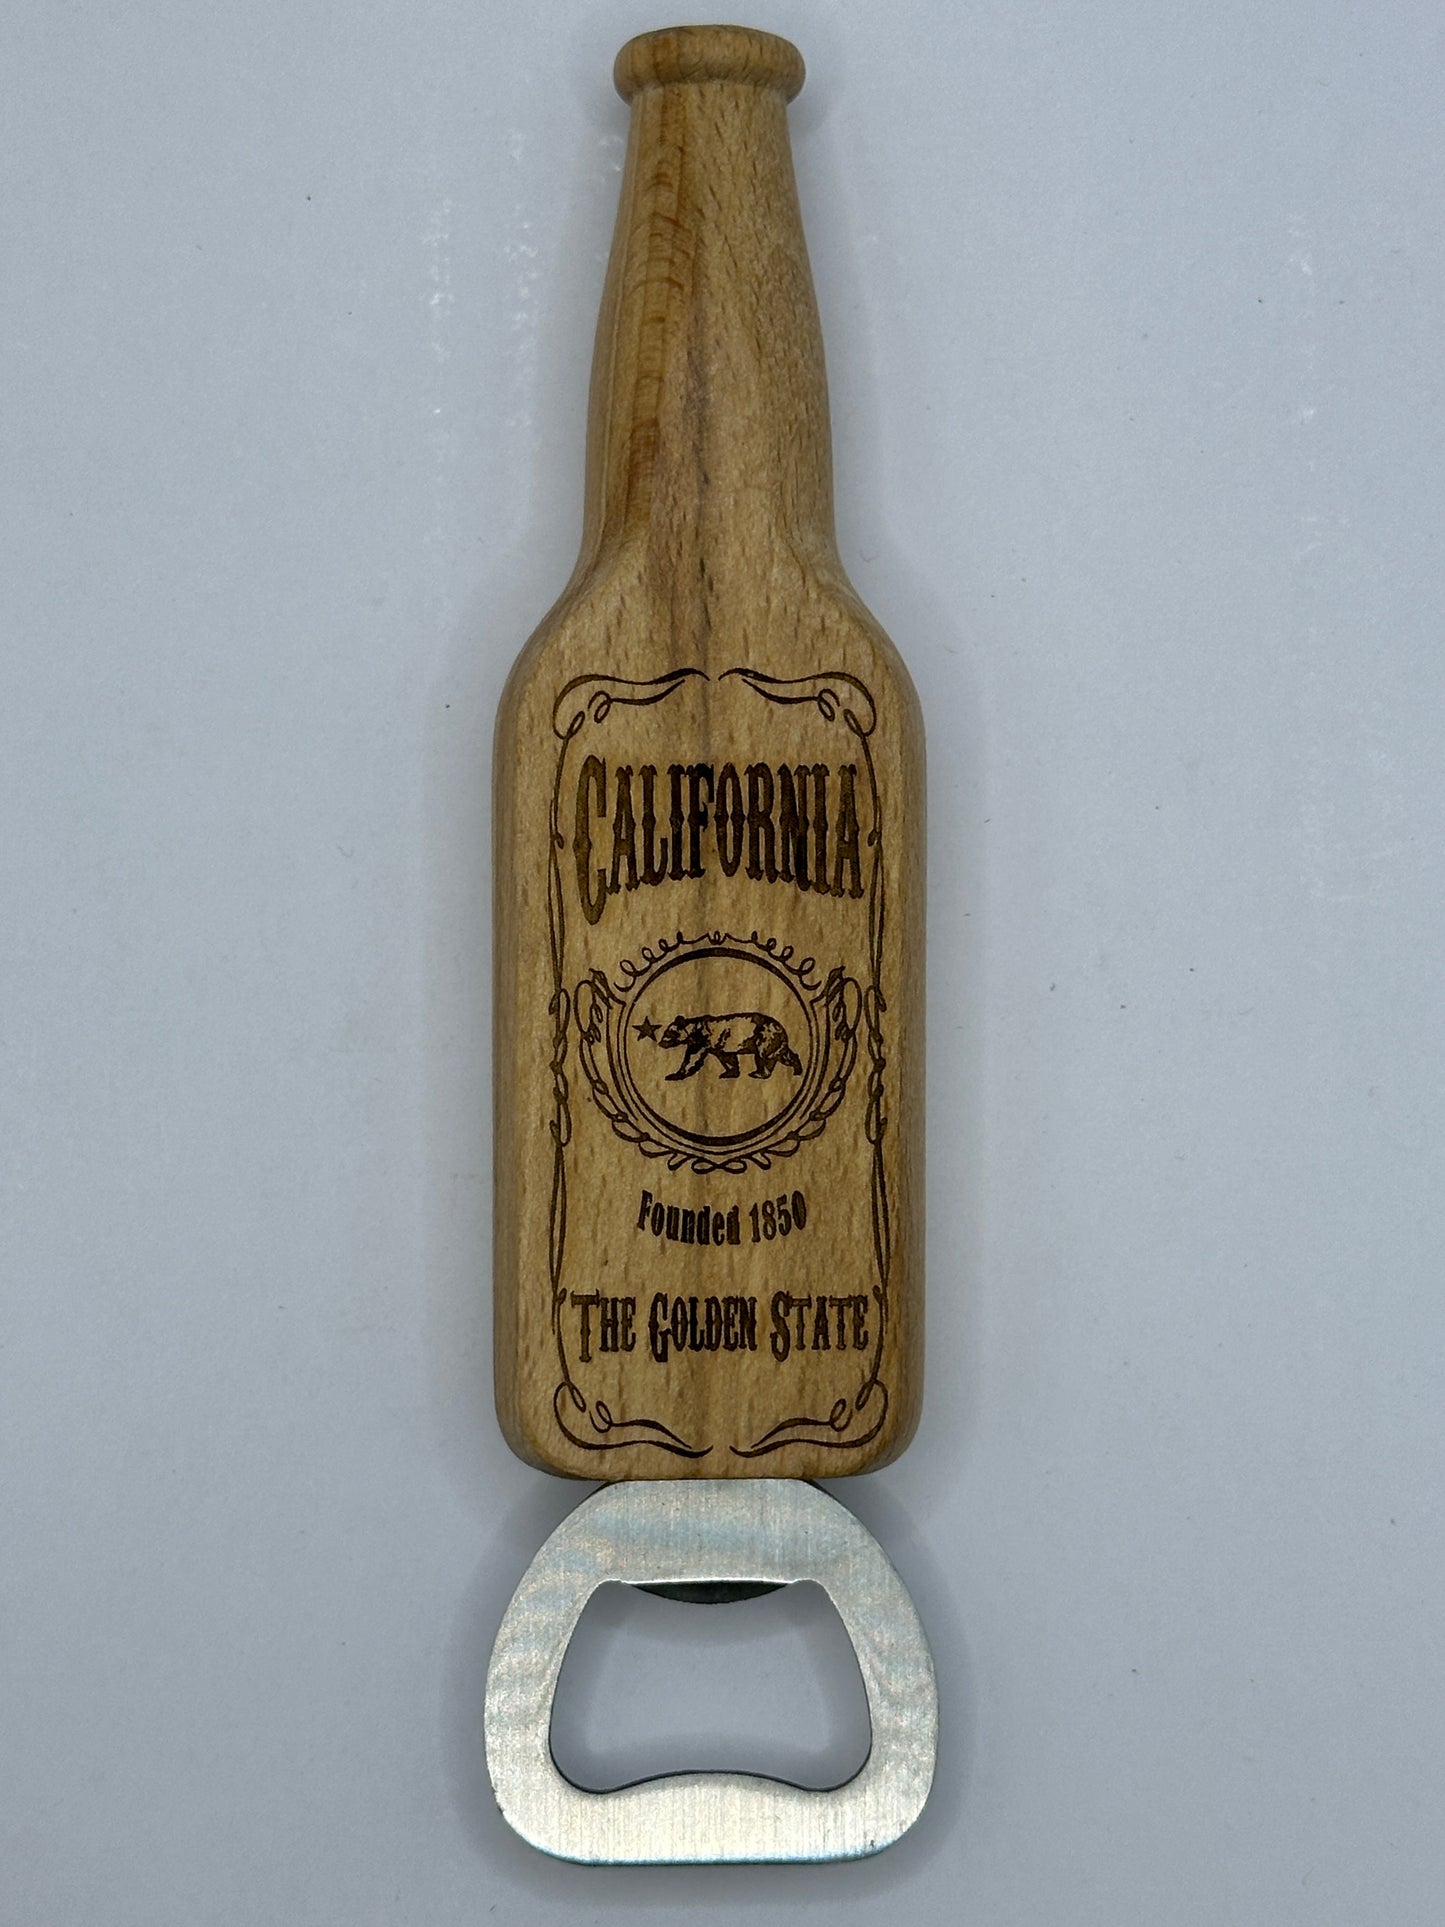 CALIFORNIA
Founded 1850
THE GOLDEN STATE